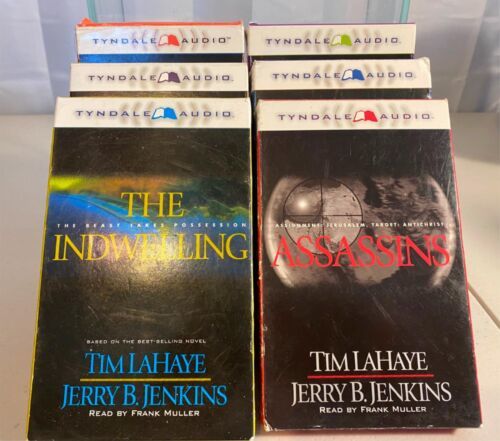 TYNDALE AUDIO™
TYNDALE AUDIO
TYNDALE AUDIO
TYNDALE AUDIO
TYNDALE AUDIO
THE
THE BEAST TAKES POSSESSION
INDWELLING
BASED ON THE BEST-SELLING NOVEL
TIM LAHAYE
JERRY B. JENKINS
READ BY FRANK MULLER
TYNDALE AUDIO
ASSIGNMENT: JERUSALEM, TARGET: ANTICHRIST
ASSASSINS
TIM LAHAYE
JERRY B. JENKINS
READ BY FRANK MULLER